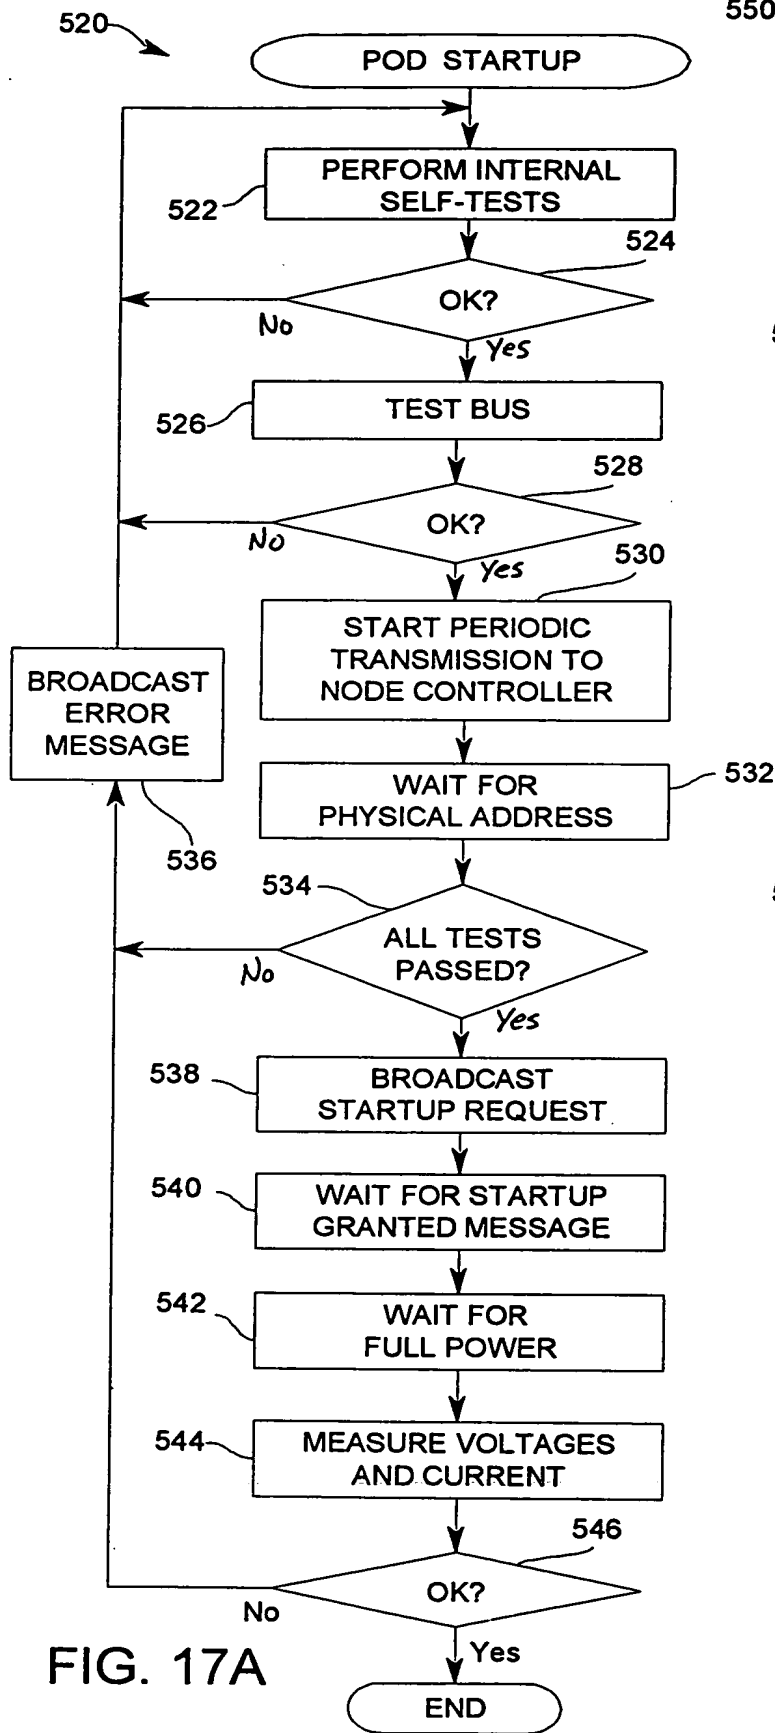 520
550
POD STARTUP
PERFORM INTERNAL
SELF-TESTS
522
524
OK?
No
Yes
TEST BUS
526
528
OK?
No
Yes
530
START PERIODIC
TRANSMISSION TO
NODE CONTROLLER
BROADCAST
ERROR
MESSAGE
536
WAIT FOR
PHYSICAL ADDRESS
532
534
ALL TESTS
PASSED?
No
Yes
538
BROADCAST
STARTUP REQUEST
540
WAIT FOR STARTUP
GRANTED MESSAGE
542
WAIT FOR
FULL POWER
544
MEASURE VOLTAGES
AND CURRENT
546
OK?
No
Yes
FIG. 17A
END